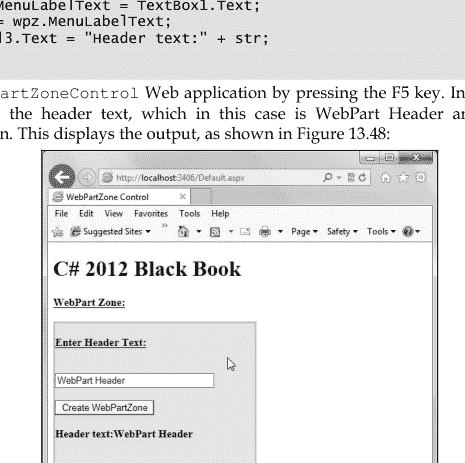 MenuLabelText = TextBox1.Text;
= wpz.MenuLabelText;
l3.Text = "Header text:" + str;
artZoneControl Web application by pressing the F5 key. In
the header text, which in this case is WebPart Header an
n. This displays the output, as shown in Figure 13.48:
http://localhost:3406/Default.aspx
WebPartZone Control
File Edit View Favorites Tools Help
Suggested Sites Page Safety Tools
C# 2012 Black Book
WebPart Zone:
Enter Header Text:
WebPart Header
Create WebPartZone
Header text:WebPart Header